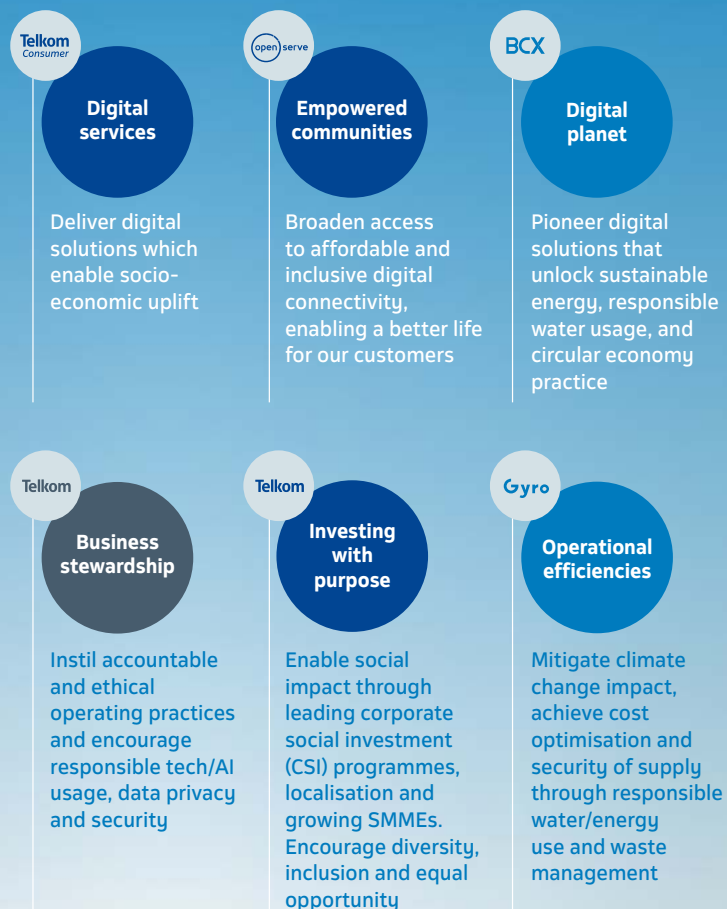 Telkom
Consumer
Digital
services
Deliver digital
solutions which
enable socio-
economic uplift
open serve
Empowered
communities
Broaden access
to affordable and
inclusive digital
connectivity,
enabling a better life
for our customers
BCX
Digital
planet
Pioneer digital
solutions that
unlock sustainable
energy, responsible
water usage, and
circular economy
practice
Telkom
Business
stewardship
Instil accountable
and ethical
operating practices
and encourage
responsible tech/AI
usage, data privacy
and security
Telkom
Investing
with
purpose
Enable social
impact through
leading corporate
social investment
(CSI) programmes,
localisation and
growing SMMEs.
Encourage diversity,
inclusion and equal
opportunity
Gyro
Operational
efficiencies
Mitigate climate
change impact,
achieve cost
optimisation and
security of supply
through responsible
water/energy
use and waste
management